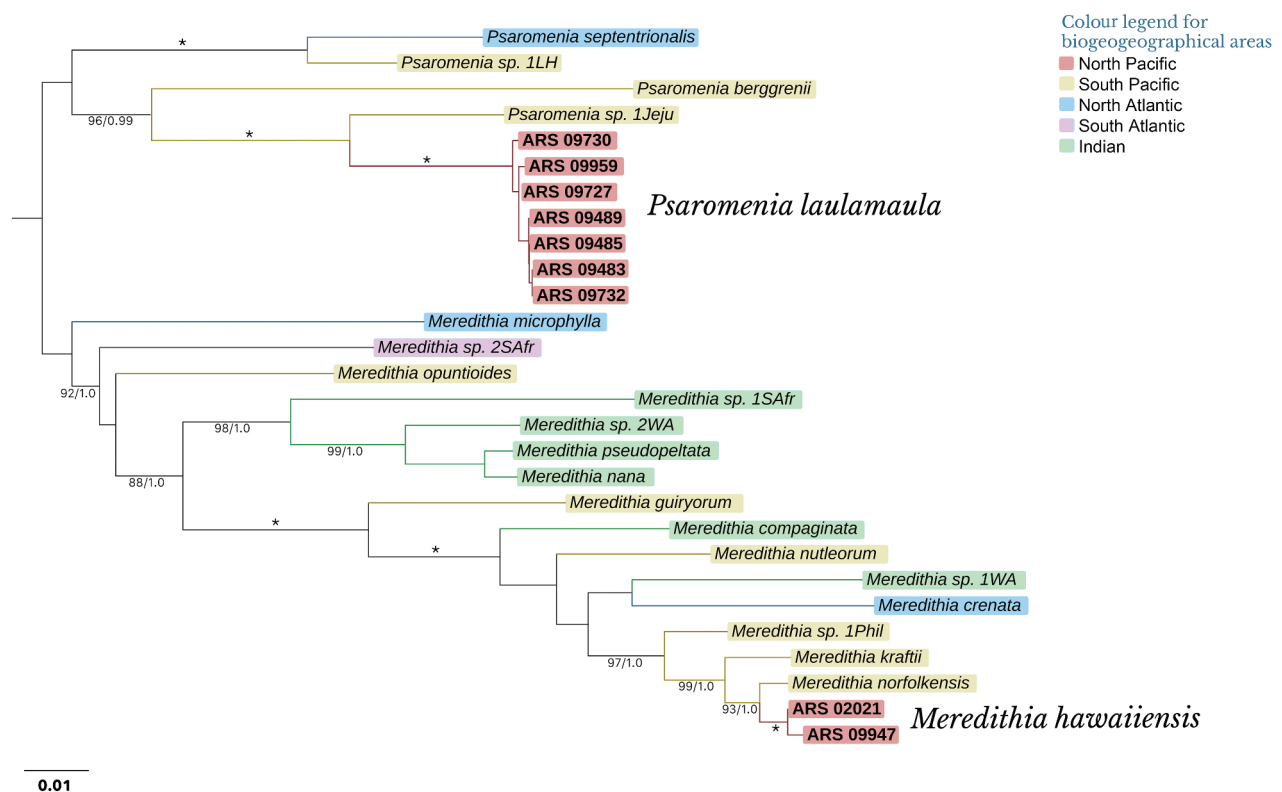 Colour legend for
biogeogeographical areas
North Pacific
South Pacific
North Atlantic
South Atlantic
Indian
*
Psaromenia septentrionalis
Psaromenia sp. 1LH
Psaromenia berggrenii
96/0.99
Psaromenia sp. 1Jeju
*
ARS 09730
*
ARS 09959
ARS 09727
Psaromenia laulamaula
ARS 09489
ARS 09485
ARS 09483
ARS 09732
Meredithia microphylla
Meredithia sp. 2SAfr
Meredithia opuntioides
92/1.0
Meredithia sp. 1SAfr
98/1.0
Meredithia sp. 2WA
99/1.0
Meredithia pseudopeltata
Meredithia nana
88/1.0
Meredithia guiryorum
*
Meredithia compaginata
*
Meredithia nutleorum
Meredithia sp. 1WA
Meredithia crenata
Meredithia sp. 1Phil
97/1.0
Meredithia kraftii
99/1.0
Meredithia norfolkensis
93/1.0
ARS 02021
Meredithia hawaiiensis
*
ARS 09947
0.01